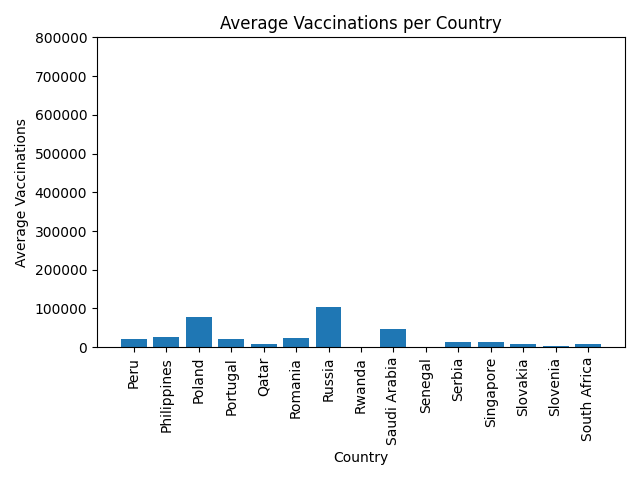 Average Vaccinations per Country
800000
700000
600000
500000
400000
300000
200000
100000
0
Average Vaccinations
Peru
Philippines
Poland
Portugal
Qatar
Romania
Russia
Rwanda
Saudi Arabia
Senegal
Serbia
Singapore
Slovakia
Slovenia
South Africa
Country